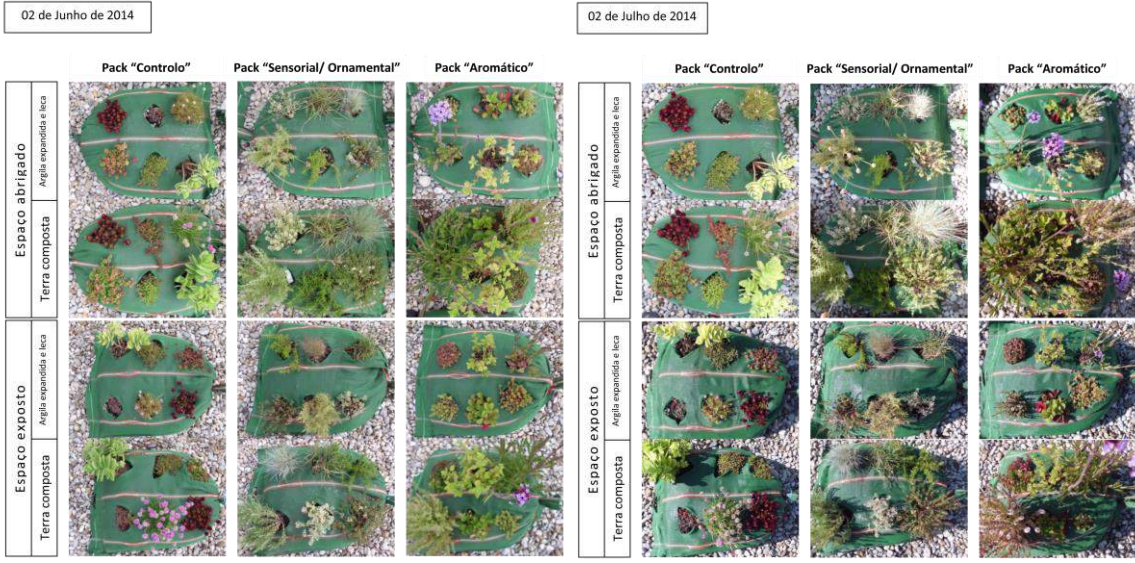 02 de Junho de 2014
Pack “Controlo” Pack “Sensorial/ Ornamental” Pack “Aromático”
Espaço abrigado
Argila expandida e leca
Terra composta
Espaço exposto
Argila expandida e leca
Terra composta
02 de Julho de 2014
Pack “Controlo” Pack “Sensorial/ Ornamental” Pack “Aromático”
Espaço abrigado
Argila expandida e leca
Terra composta
Espaço exposto
Argila expandida e leca
Terra composta